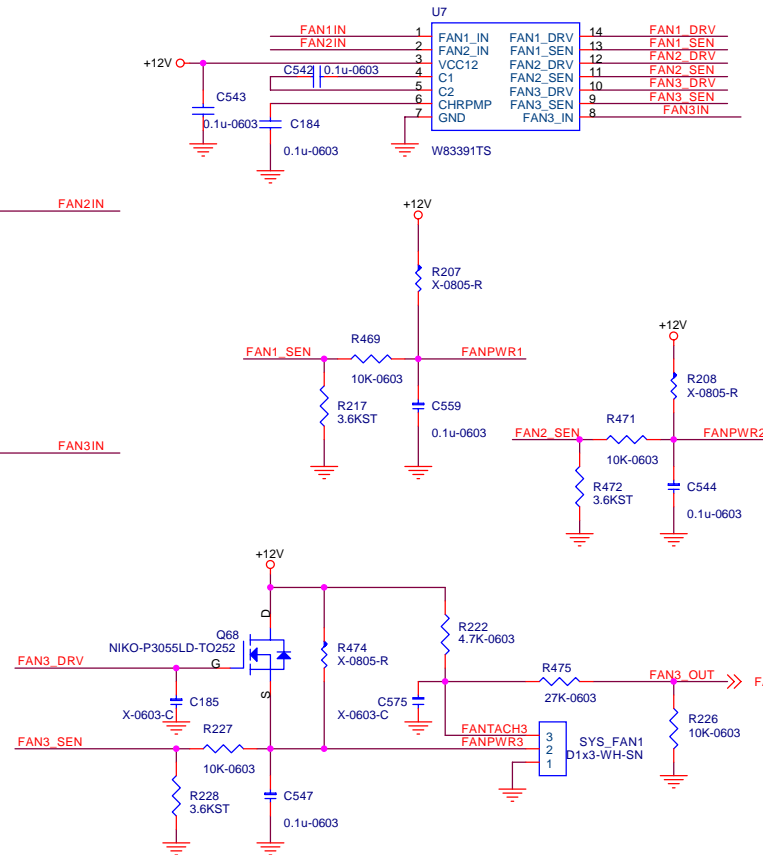 U7
FAN1IN 1 FAN1_IN FAN1_DRV 14 FAN1_DRV
FAN2IN 2 FAN2_IN FAN1_SEN 13 FAN1_SEN
+12V 3 VCC12 FAN2_DRV 12 FAN2_DRV
C542 0.1u-0603 4 C1 FAN2_SEN 11 FAN2_SEN
5 C2 FAN3_DRV 10 FAN3_DRV
C543 6 CHRPMP FAN3_SEN 9 FAN3_SEN
7 GND FAN3_IN 8 FAN3IN
0.1u-0603 C184
0.1u-0603 W83391TS
FAN2IN
+12V
R207
X-0805-R
+12V
R469
FAN1_SEN FANPWR1
10K-0603
R208
X-0805-R
R217
3.6KST
C559
0.1u-0603
R471
FAN2_SEN FANPWR2
10K-0603
FAN3IN
R472
3.6KST
C544
0.1u-0603
+12V
D
Q68
NIKO-P3055LD-TO252
R222
4.7K-0603
R474
X-0805-R
FAN3_DRV G
S
R475
27K-0603
FAN3_OUT F
C185
X-0603-C
C575
X-0603-C
R226
10K-0603
R227
FAN3_SEN
10K-0603
FANTACH3 3
FANPWR3 2
1
SYS_FAN1
D1x3-WH-SN
R228
3.6KST
C547
0.1u-0603